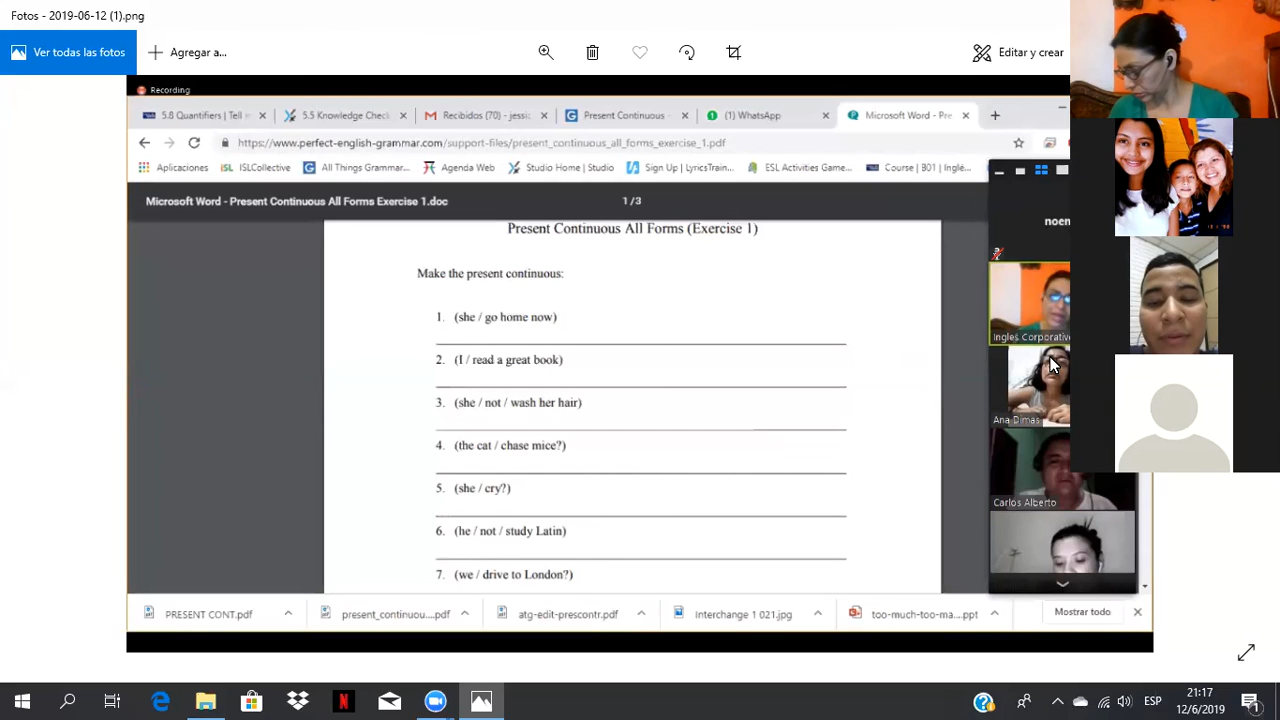 Fotos - 2019-06-12 (1).png
Ver todas las fotos
Agregar a...
Editar y crear
Recording
5.8 Quantifiers | Tell m
5.5 Knowledge Check
Recibidos (70) - jessic
Present Continuous -
(1) WhatsApp
Microsoft Word - Pre
https://www.perfect-english-grammar.com/support-files/present_continuous_all_forms_exercise_1.pdf
Aplicaciones
ISL ISLCollective
All Things Grammar...
Agenda Web
Studio Home | Studio
Sign Up | LyricsTrain...
ESL Activities Game...
Course | B01 | Ingle...
Microsoft Word - Present Continuous All Forms Exercise 1.doc
1 / 3
Present Continuous All Forms (Exercise 1)
Make the present continuous:
1. (she / go home now)
2. (I / read a great book)
3. (she / not / wash her hair)
4. (the cat / chase mice?)
5. (she / cry?)
6. (he / not / study Latin)
7. (we / drive to London?)
noem
Ingles Corporativo
Ana Dimas
Carlos Alberto
PRESENT CONT.pdf
present_continuou....pdf
atg-edit-prescontr.pdf
Interchange 1 021.jpg
too-much-too-ma....ppt
Mostrar todo
ESP
21:17
12/6/2019